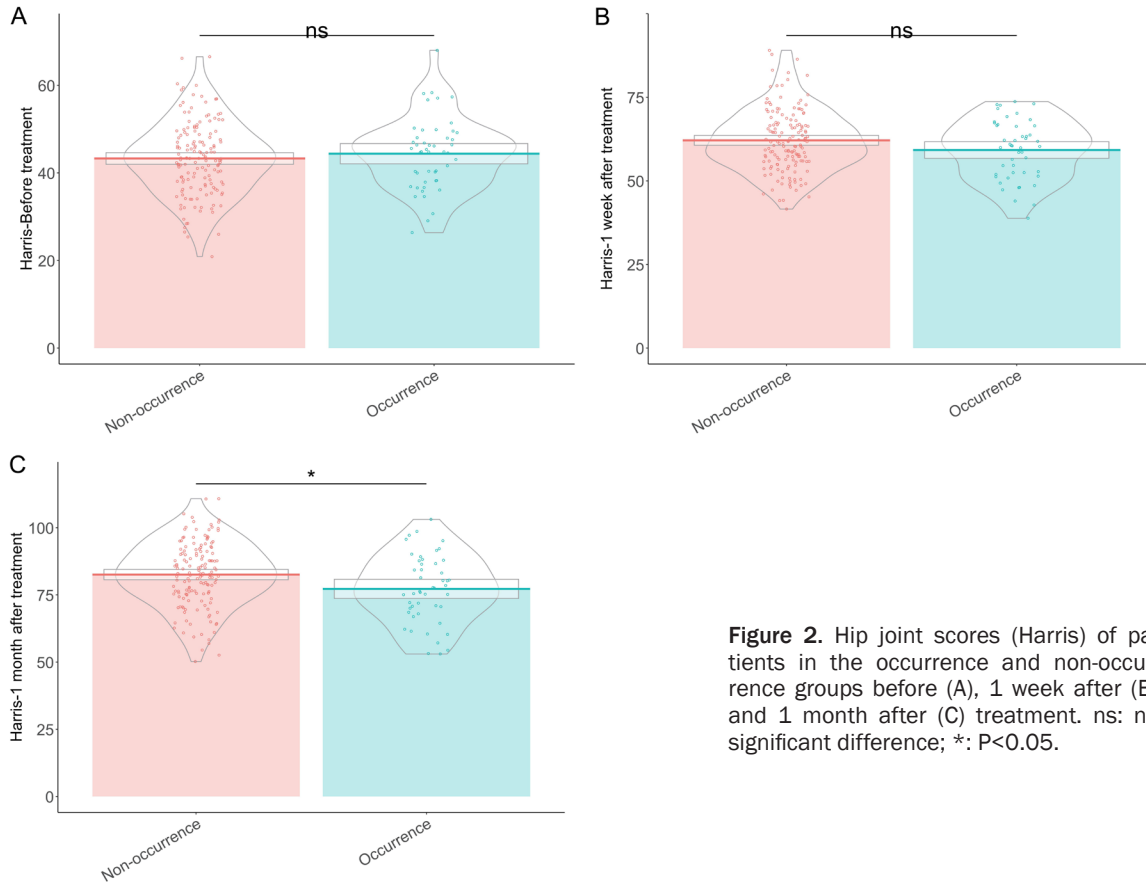 A
ns
Harris-Before treatment
60
40
20
0
Non-occurrence
Occurrence
B
ns
Harris-1 week after treatment
75
50
25
0
Non-occurrence
Occurrence
C
*
Harris-1 month after treatment
100
75
50
25
0
Non-occurrence
Occurrence
Figure 2. Hip joint scores (Harris) of pa
tients in the occurrence and non-occu
rence groups before (A), 1 week after (B
and 1 month after (C) treatment. ns: n
significant difference; *: P<0.05.